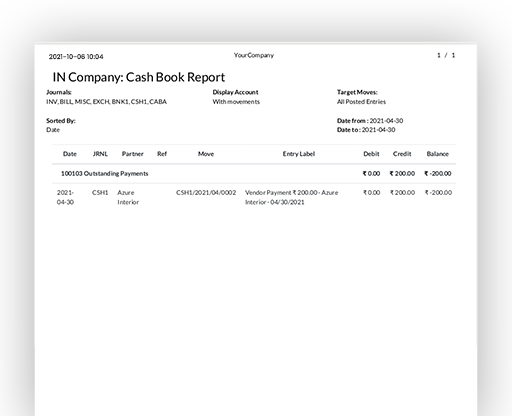 2021-10-06 10:04 YourCompany 1 / 1
IN Company: Cash Book Report
Journals: Display Account Target Moves:
INV, BILL, MISC, EXCH, BNK1, CSH1, CABA With movements All Posted Entries
Sorted By: Date from : 2021-04-30
Date Date to : 2021-04-30
Date JRNL Partner Ref Move Entry Label Debit Credit Balance
100103 Outstanding Payments ₹ 0.00 ₹ 200.00 ₹ -200.00
2021- CSH1 Azure CSH1/2021/04/0002 Vendor Payment ₹ 200.00 - Azure ₹ 0.00 ₹ 200.00 ₹ -200.00
04-30 Interior Interior - 04/30/2021